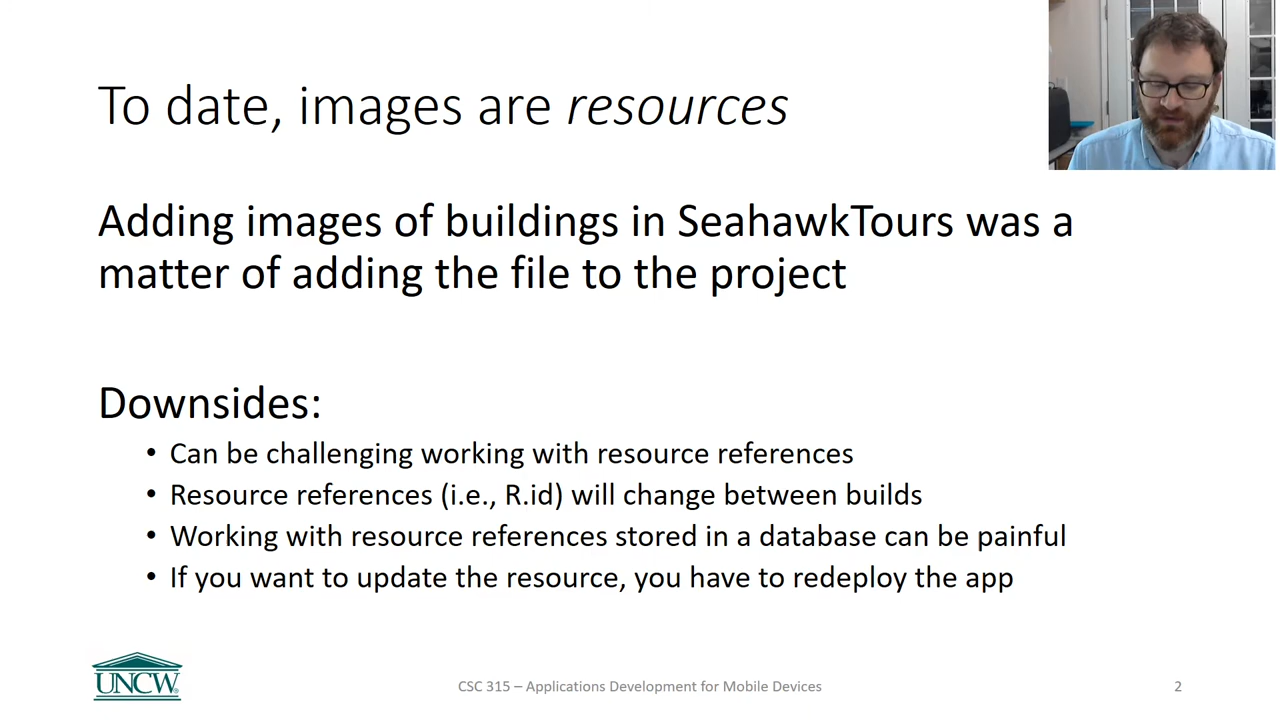 To date, images are resources
Adding images of buildings in SeahawkTours was a
matter of adding the file to the project
Downsides:
• Can be challenging working with resource references
• Resource references (i.e., R.id) will change between builds
• Working with resource references stored in a database can be painful
• If you want to update the resource, you have to redeploy the app
UNCW
CSC 315 – Applications Development for Mobile Devices
2